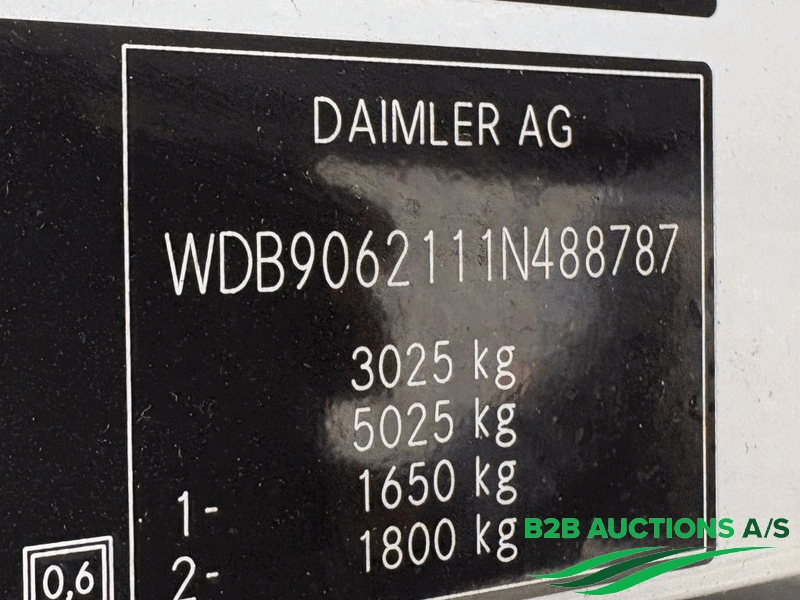 DAIMLER AG
WDB9062111N488787
3025 kg
5025 kg
1- 1650 kg
2- 1800 kg
0,6
B2B AUCTIONS A/S